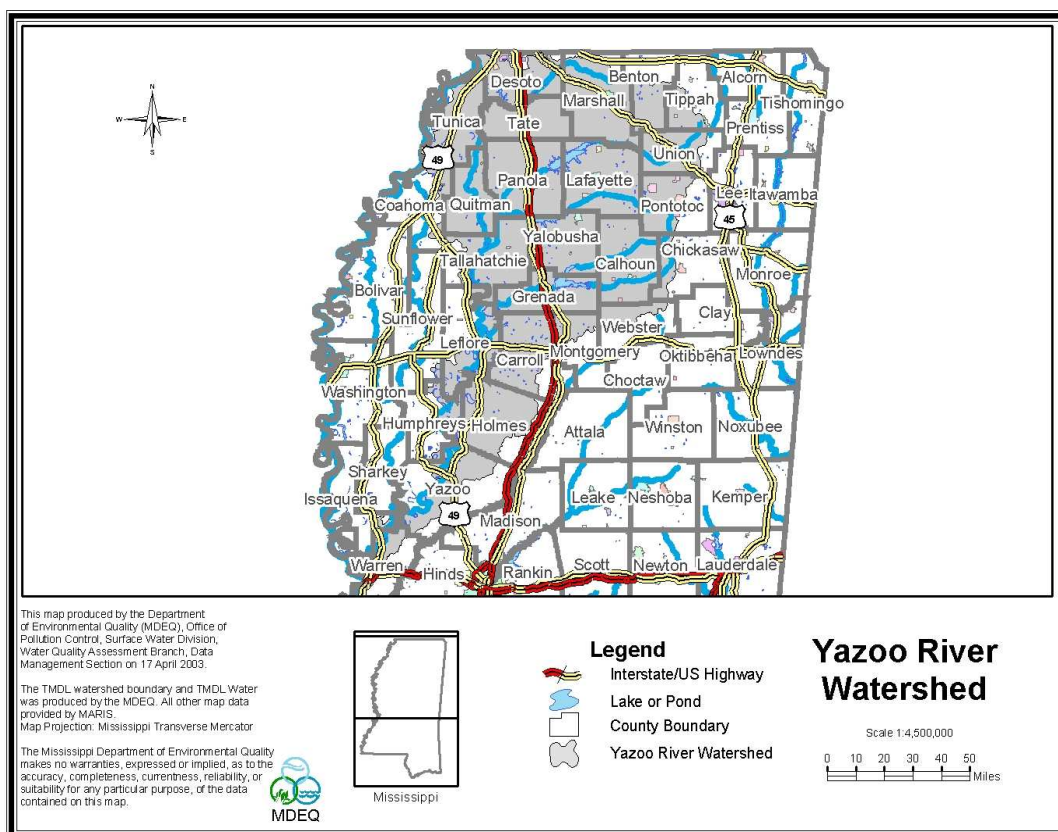 N
W E
S
Desoto
Benton
Alcorn
Marshall
Tippah
Tishomingo
Tunica
Tate
Prentiss
Union
49
Panola
Lafayette
Lee
Itawamba
Coahoma
Quitman
Pontotoc
45
Yalobusha
Chickasaw
Tallahatchie
Calhoun
Monroe
Bolivar
Grenada
Sunflower
Clay
Webster
Leflore
Carroll
Montgomery
Oktibbeha
Lowndes
Choctaw
Washington
Humphreys
Holmes
Attala
Winston
Noxubee
Sharkey
Issaquena
Yazoo
Leake
Neshoba
Kemper
49
Madison
Warren
Hinds
Rankin
Scott
Newton
Lauderdale
This map produced by the Department
of Environmental Quality (MDEQ), Office of
Pollution Control, Surface Water Division,
Water Quality Assessment Branch, Data
Management Section on 17 April 2003.
The TMDL watershed boundary and TMDL Water
was produced by the MDEQ. All other map data
provided by MARIS.
Map Projection: Mississippi Transverse Mercator
The Mississippi Department of Environmental Quality
makes no warranties, expressed or implied, as to the
accuracy, completeness, currentness, reliability, or
suitability for any particular purpose, of the data
contained on this map.
MDEQ
Mississippi
Legend
Interstate/US Highway
Lake or Pond
County Boundary
Yazoo River Watershed
Yazoo River
Watershed
Scale 1:4,500,000
0 10 20 30 40 50
Miles